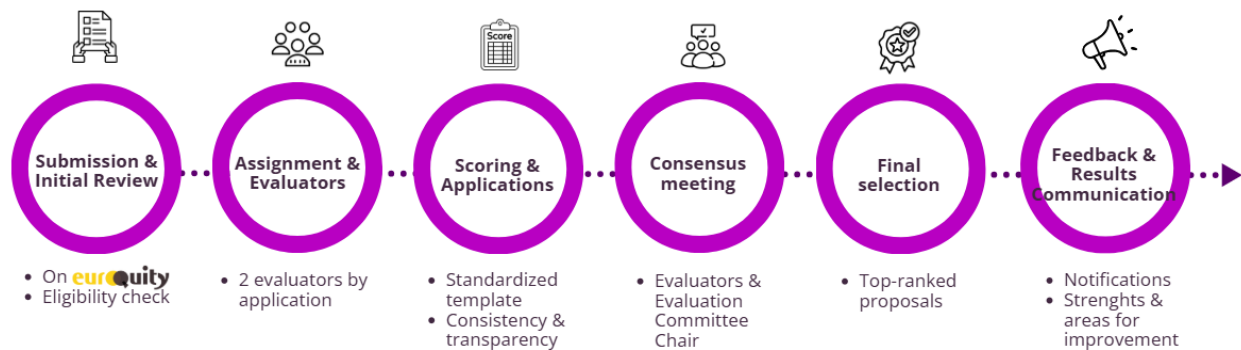 Score
Submission &
Initial Review
Assignment &
Evaluators
Scoring &
Applications
Consensus
meeting
Final
selection
Feedback &
Results
Communication
On euroQuity
Eligibility check
2 evaluators by
application
Standardized
template
Consistency &
transparency
Evaluators &
Evaluation
Committee
Chair
Top-ranked
proposals
Notifications
Strenghts &
areas for
improvement